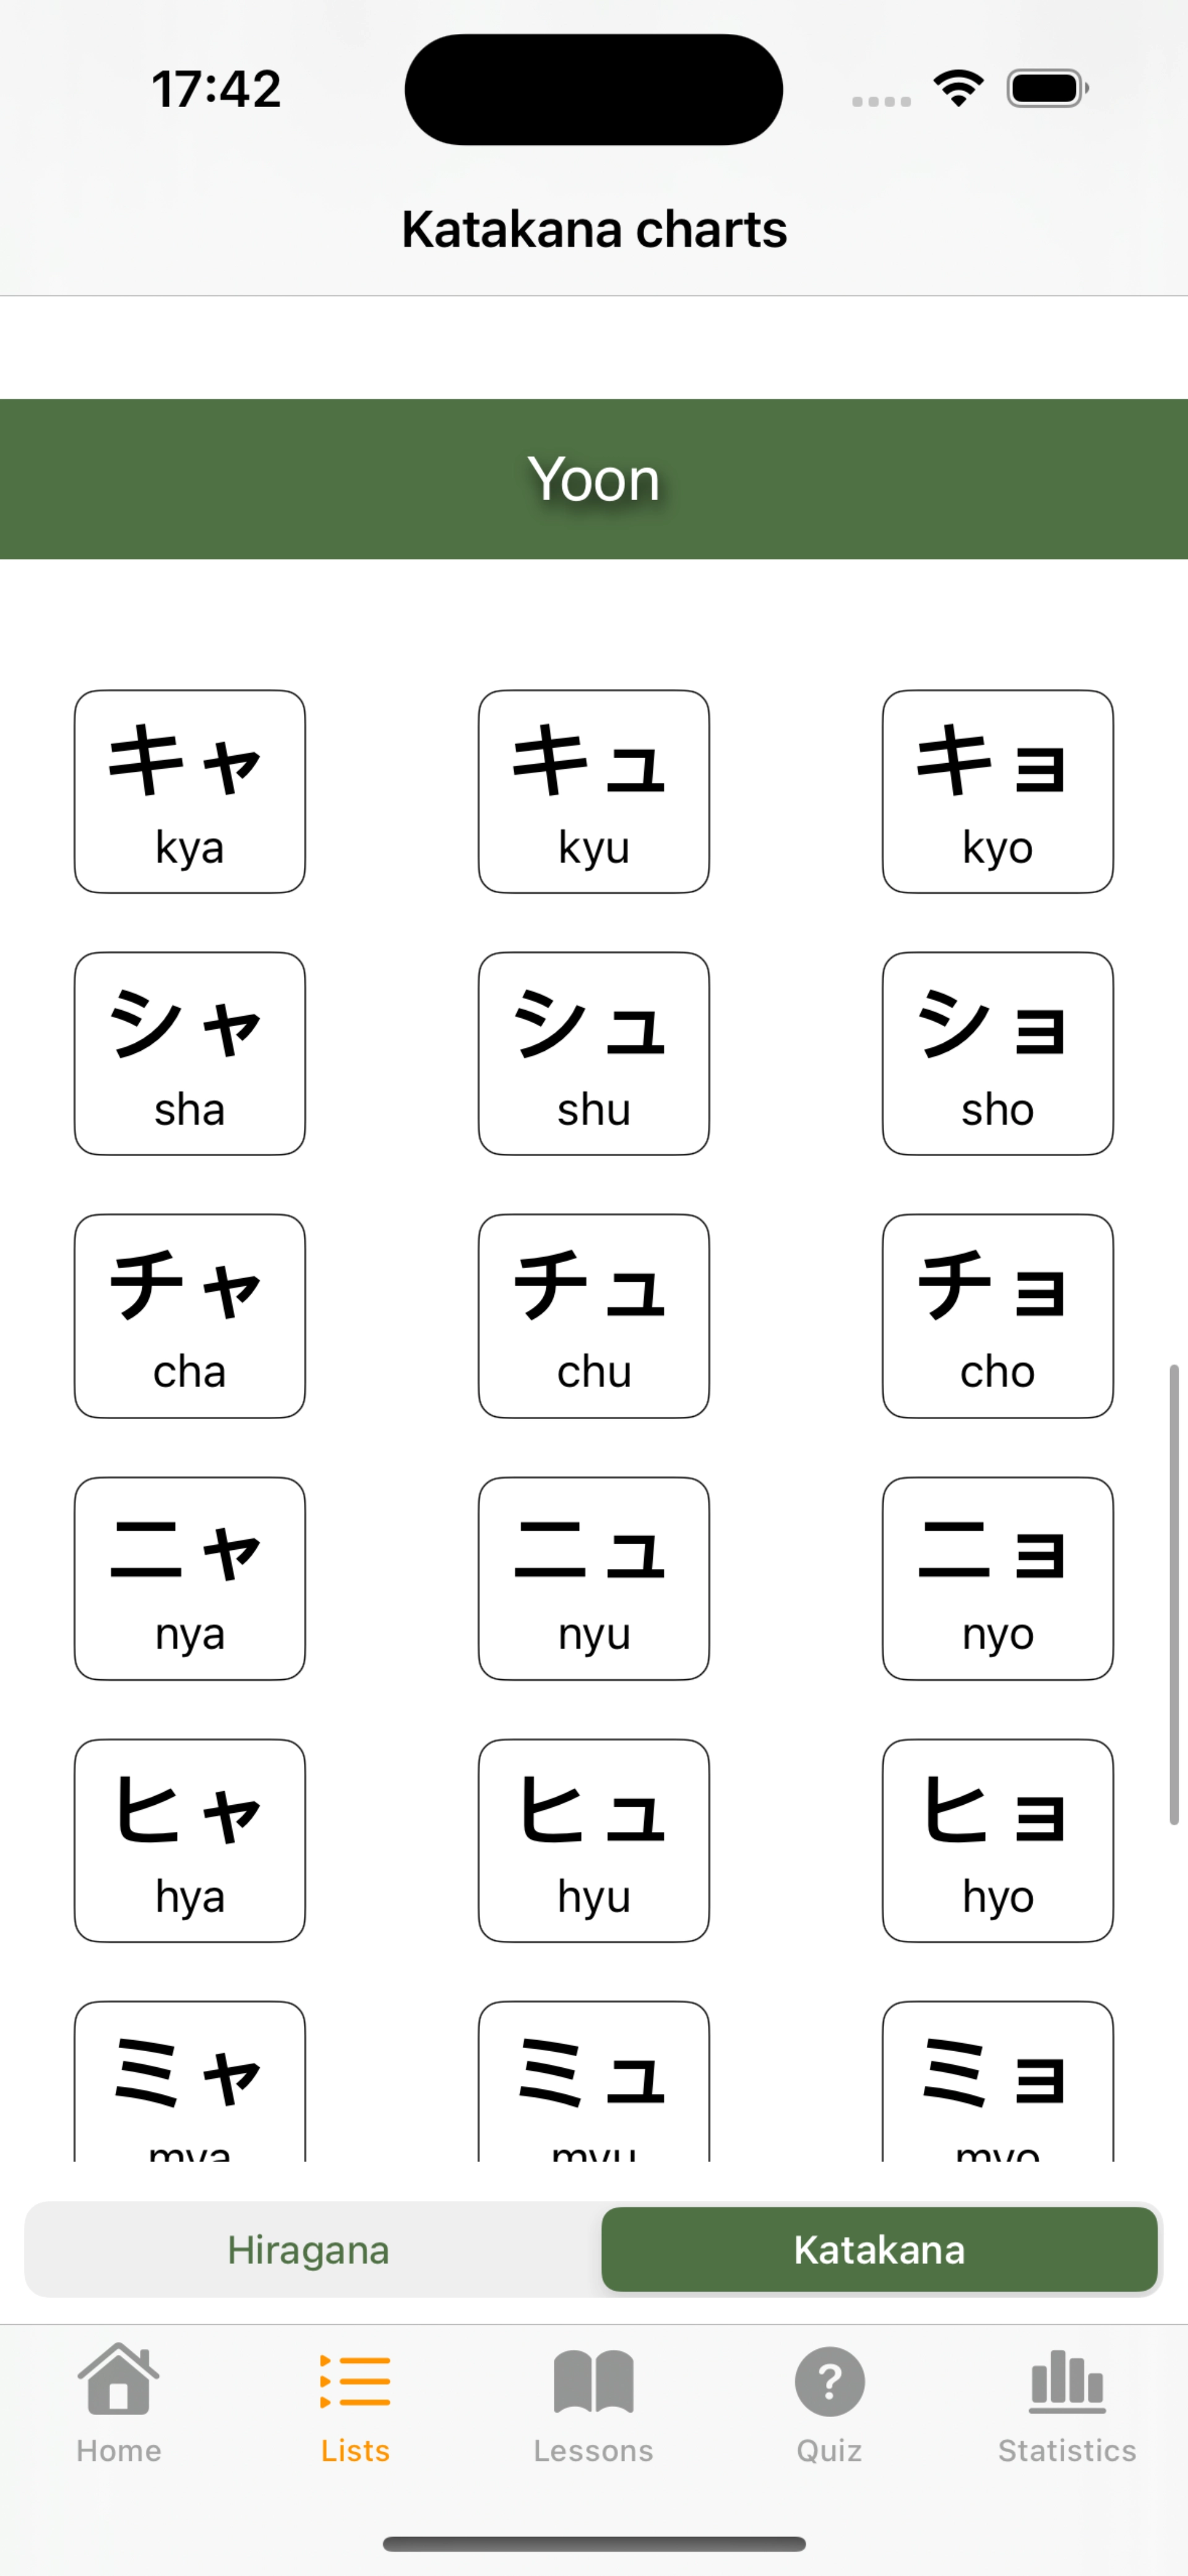 17:42
Katakana charts
Yoon
キャ キュ キョ
kya kyu kyo
シャ シュ ショ
sha shu sho
チャ チュ チョ
cha chu cho
ニャ ニュ ニョ
nya nyu nyo
ヒャ ヒュ ヒョ
hya hyu hyo
ミャ ミュ ミョ
mya myu myo
Hiragana Katakana
Home Lists Lessons Quiz Statistics